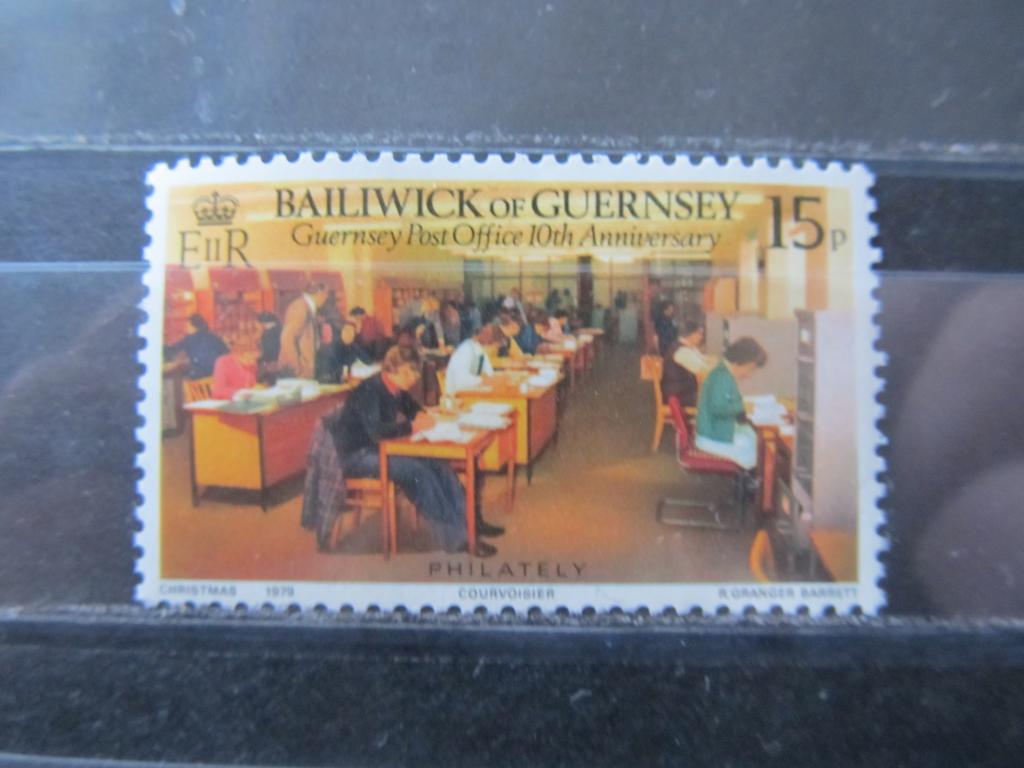 BAILIWICK OF GUERNSEY
Guernsey Post Office 10th Anniversary
15p
EIIR
PHILATELY
CHRISTMAS 1979 COURVOISIER R. GRANGER BARRETT